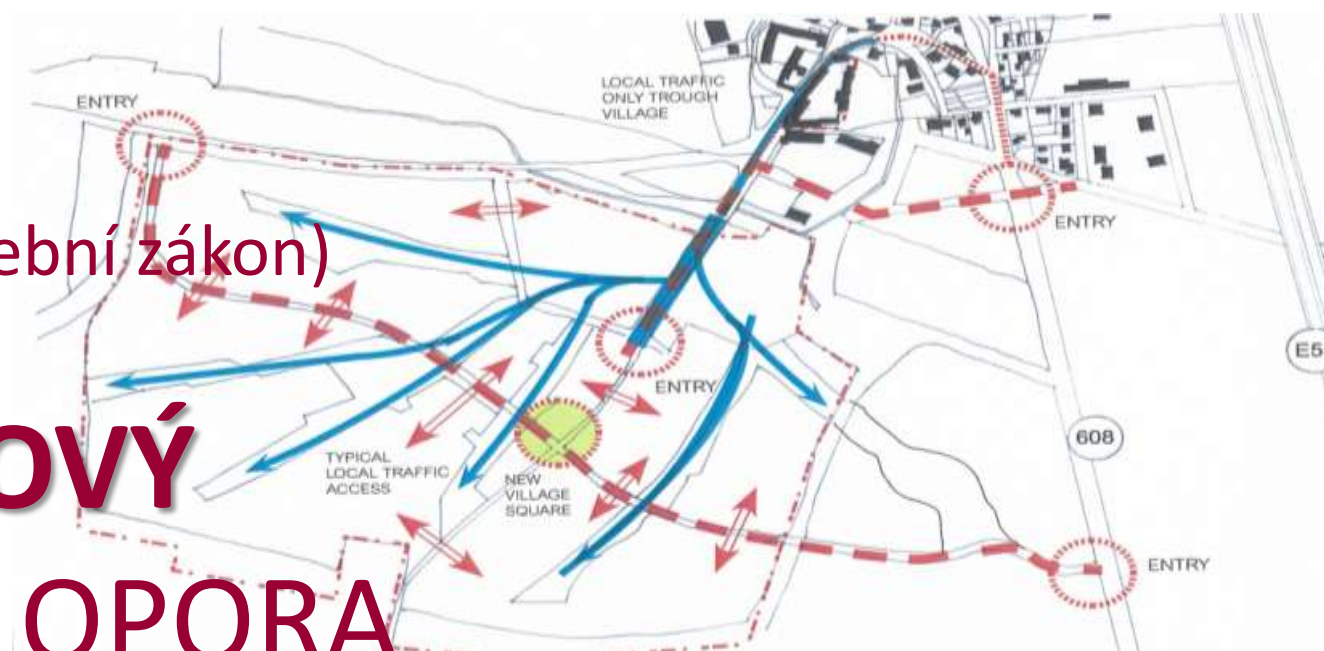 ENTRY
LOCAL TRAFFIC
ONLY TROUGH
VILLAGE
ENTRY
ební zákon)
E5
ENTRY
608
OVÝ
TYPICAL
LOCAL TRAFFIC
ACCESS
NEW
VILLAGE
SQUARE
ENTRY
OPORA